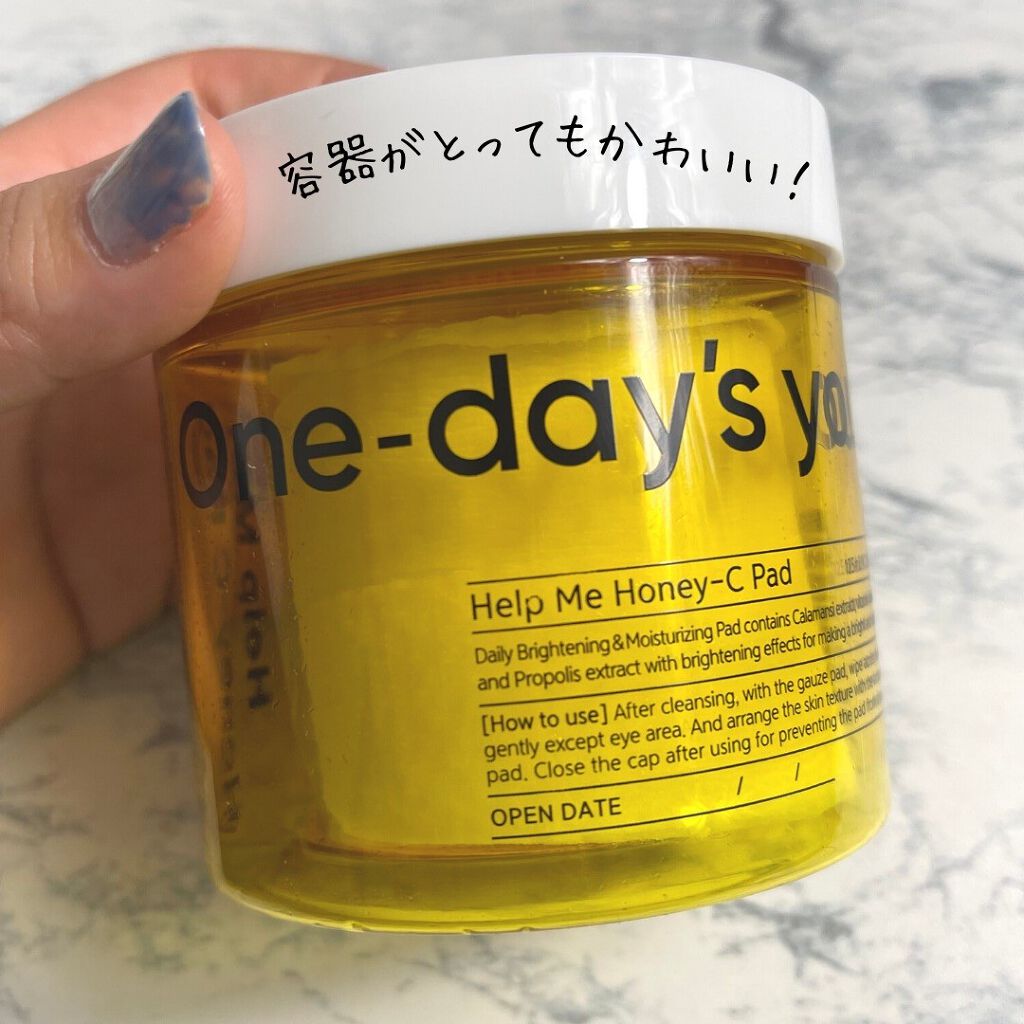 容器がとってもかわいい!
One-day's
Help Me Honey-C Pad
Daily Brightening&Moisturizing Pad contains Calamansi extract,
and Propolis extract with brightening effects for making a bright
[How to use] After cleansing, with the gauze pad, wipe
gently except eye area. And arrange the skin texture with
pad. Close the cap after using for preventing the pad from
OPEN DATE / /